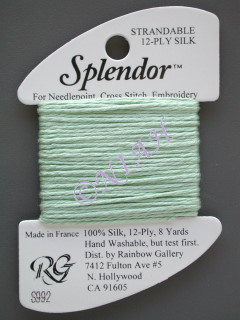 STRANDABLE
12-PLY SILK
Splendor™
For Needlepoint, Cross Stitch, Embroidery
Made in France
100% Silk, 12-Ply, 8 Yards
Hand Washable, but test first.
Dist. by Rainbow Gallery
7412 Fulton Ave #5
N. Hollywood
CA 91605
RG
S992